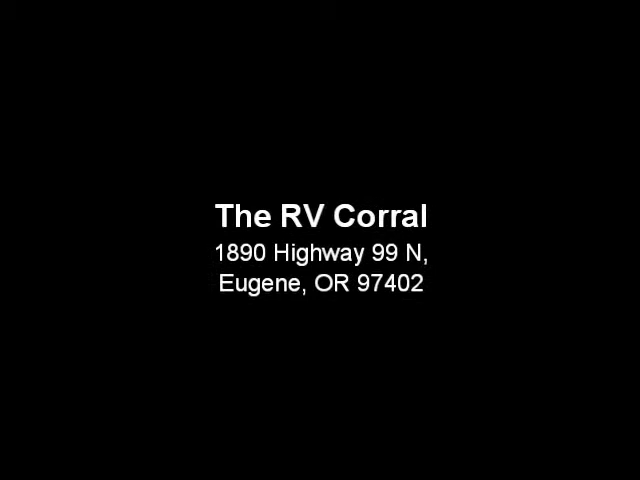 The RV Corral
1890 Highway 99 N,
Eugene, OR 97402